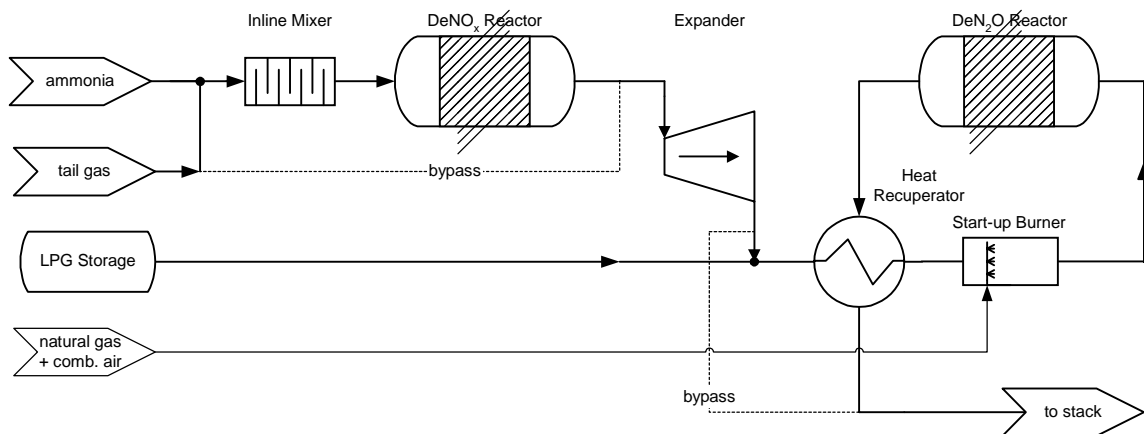 Inline Mixer
DeNOx Reactor
Expander
DeN2O Reactor
ammonia
tail gas
bypass
Heat
Recuperator
Start-up Burner
LPG Storage
natural gas
+ comb. air
bypass
to stack